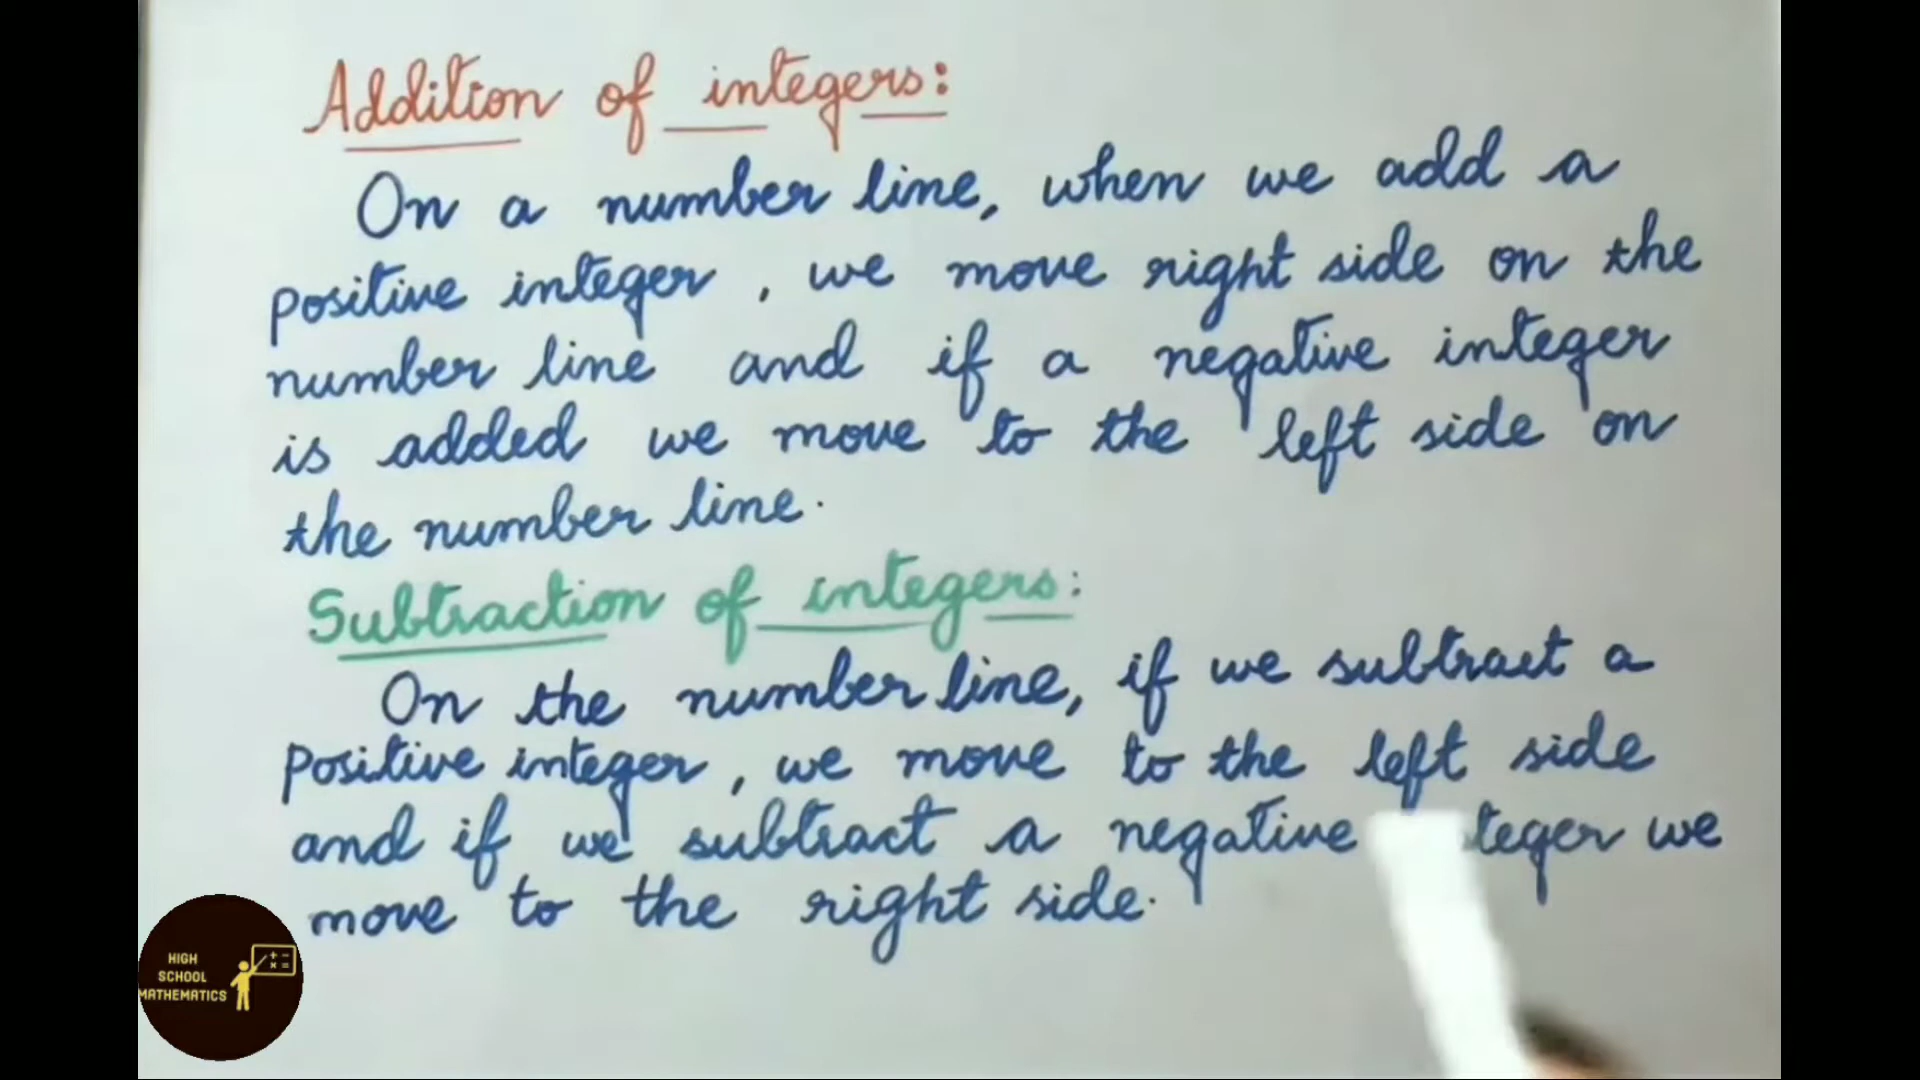 Addition of integers:
On a number line, when we add a
positive integer, we move right side on the
number line and if a negative integer
is added we move to the left side on
the number line.
Subtraction of integers:
On the number line, if we subtract a
positive integer, we move to the left side
and if we subtract a negative teger we
move to the right side.
HIGH
SCHOOL
MATHEMATICS
+ -
× =